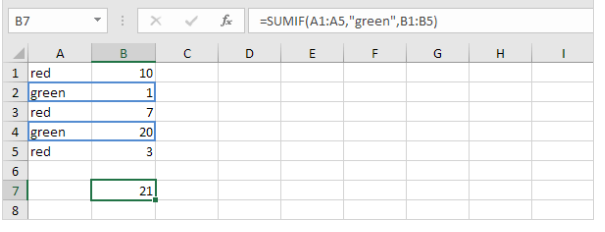 B7 fx =SUMIF(A1:A5,"green",B1:B5)
A B C D E F G H I
1 red 10
2 green 1
3 red 7
4 green 20
5 red 3
6
7 21
8